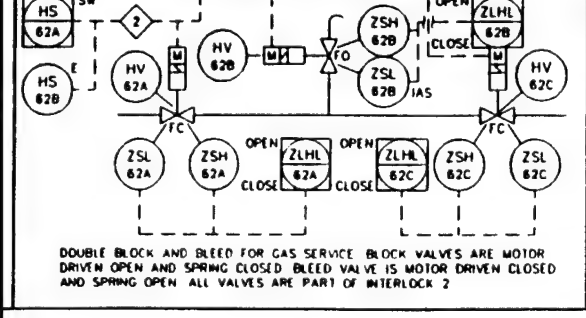 HS
62A
SW
2
HS
62B
E
M
HV
62A
HV
62B
M
FO
ZSH
62B
ZSL
62B
IAS
OPEN
ZLHL
62B
CLOSE
M
HV
62C
FC
FC
ZSL
62A
ZSH
62A
OPEN
ZLHL
62A
CLOSE
OPEN
ZLHL
62C
CLOSE
ZSH
62C
ZSL
62C
DOUBLE BLOCK AND BLEED FOR GAS SERVICE BLOCK VALVES ARE MOTOR
DRIVEN OPEN AND SPRING CLOSED BLEED VALVE IS MOTOR DRIVEN CLOSED
AND SPRING OPEN ALL VALVES ARE PART OF INTERLOCK 2